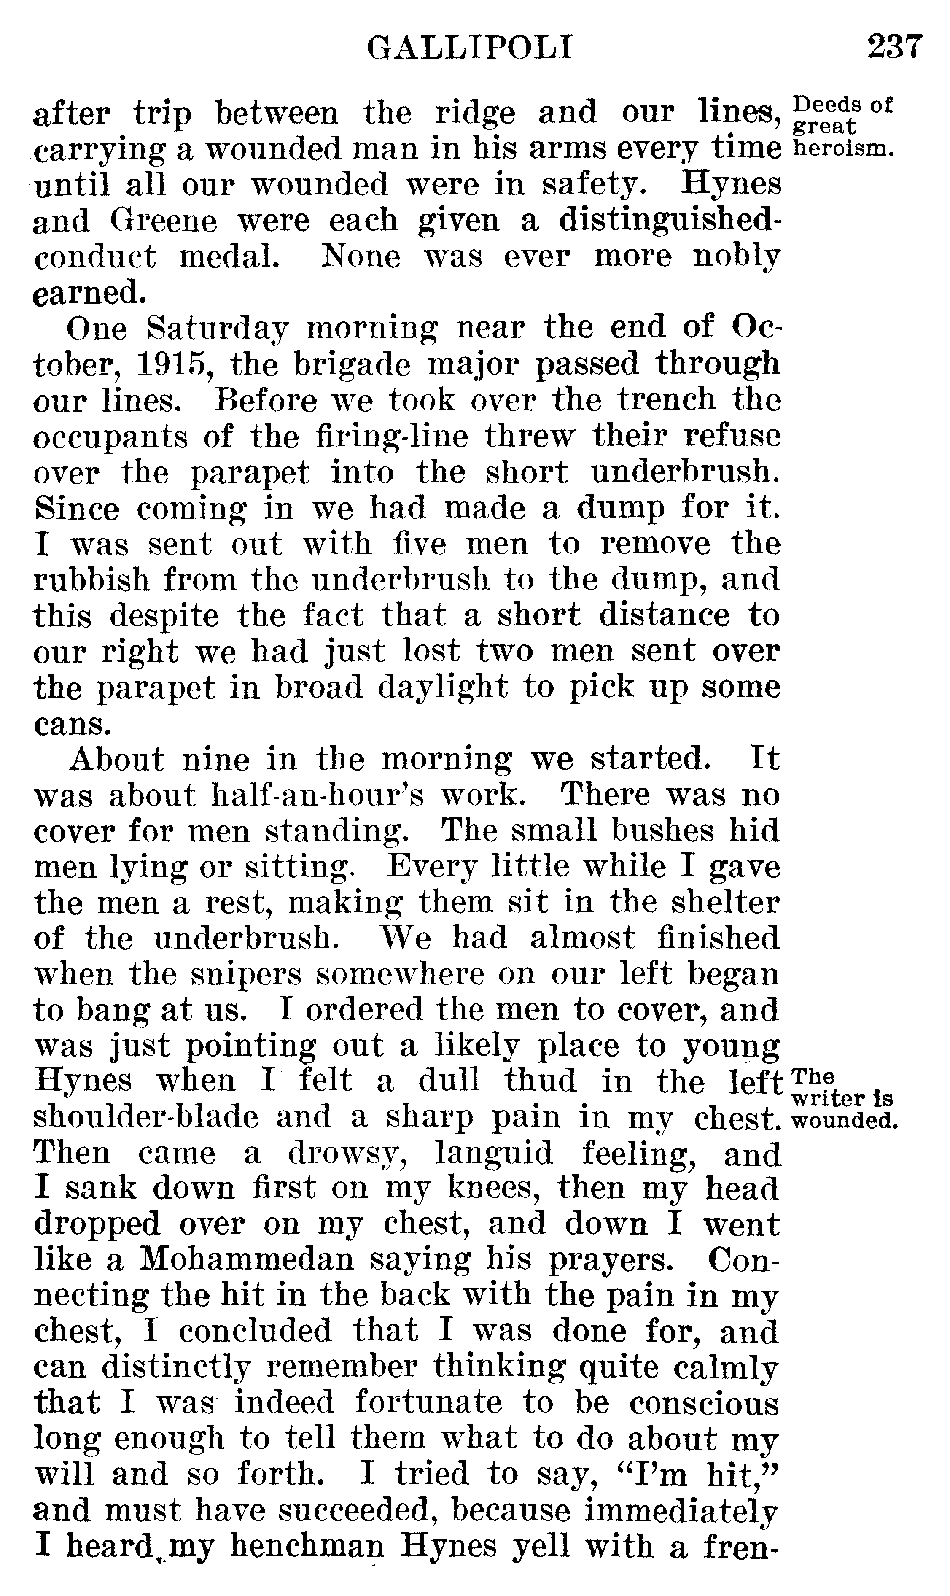 GALLIPOLI 237
after trip between the ridge and our lines,
Deeds of
great
heroism.
carrying a wounded man in his arms every time
until all our wounded were in safety. Hynes
and Greene were each given a distinguished-
conduct medal. None was ever more nobly
earned.
One Saturday morning near the end of Oc-
tober, 1915, the brigade major passed through
our lines. Before we took over the trench the
occupants of the firing-line threw their refuse
over the parapet into the short underbrush.
Since coming in we had made a dump for it.
I was sent out with five men to remove the
rubbish from the underbrush to the dump, and
this despite the fact that a short distance to
our right we had just lost two men sent over
the parapet in broad daylight to pick up some
cans.
About nine in the morning we started. It
was about half-an-hour's work. There was no
cover for men standing. The small bushes hid
men lying or sitting. Every little while I gave
the men a rest, making them sit in the shelter
of the underbrush. We had almost finished
when the snipers somewhere on our left began
to bang at us. I ordered the men to cover, and
was just pointing out a likely place to young
Hynes when I felt a dull thud in the left
The
writer is
wounded.
shoulder-blade and a sharp pain in my chest.
Then came a drowsy, languid feeling, and
I sank down first on my knees, then my head
dropped over on my chest, and down I went
like a Mohammedan saying his prayers. Con-
necting the hit in the back with the pain in my
chest, I concluded that I was done for, and
can distinctly remember thinking quite calmly
that I was indeed fortunate to be conscious
long enough to tell them what to do about my
will and so forth. I tried to say, "I'm hit,"
and must have succeeded, because immediately
I heard my henchman Hynes yell with a fren-